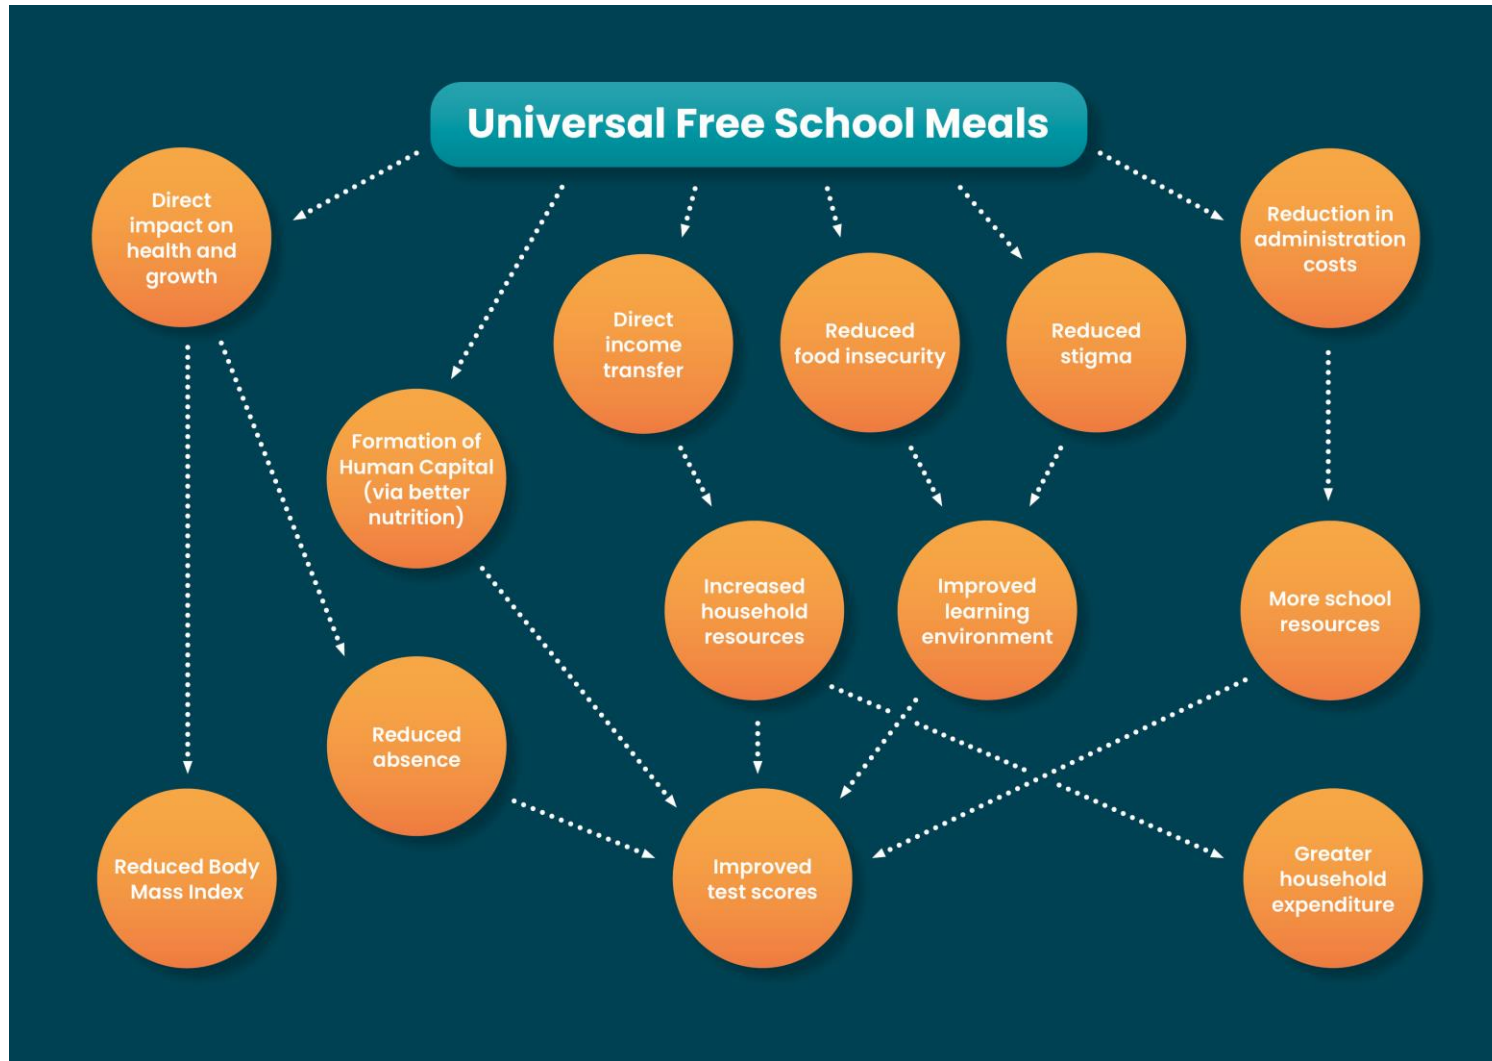 Universal Free School Meals
Direct
impact on
health and
growth
Reduction in
administration
costs
Direct
income
transfer
Reduced
food insecurity
Reduced
stigma
Formation of
Human Capital
(via better
nutrition)
Increased
household
resources
Improved
learning
environment
More school
resources
Reduced
absence
Reduced Body
Mass Index
Improved
test scores
Greater
household
expenditure